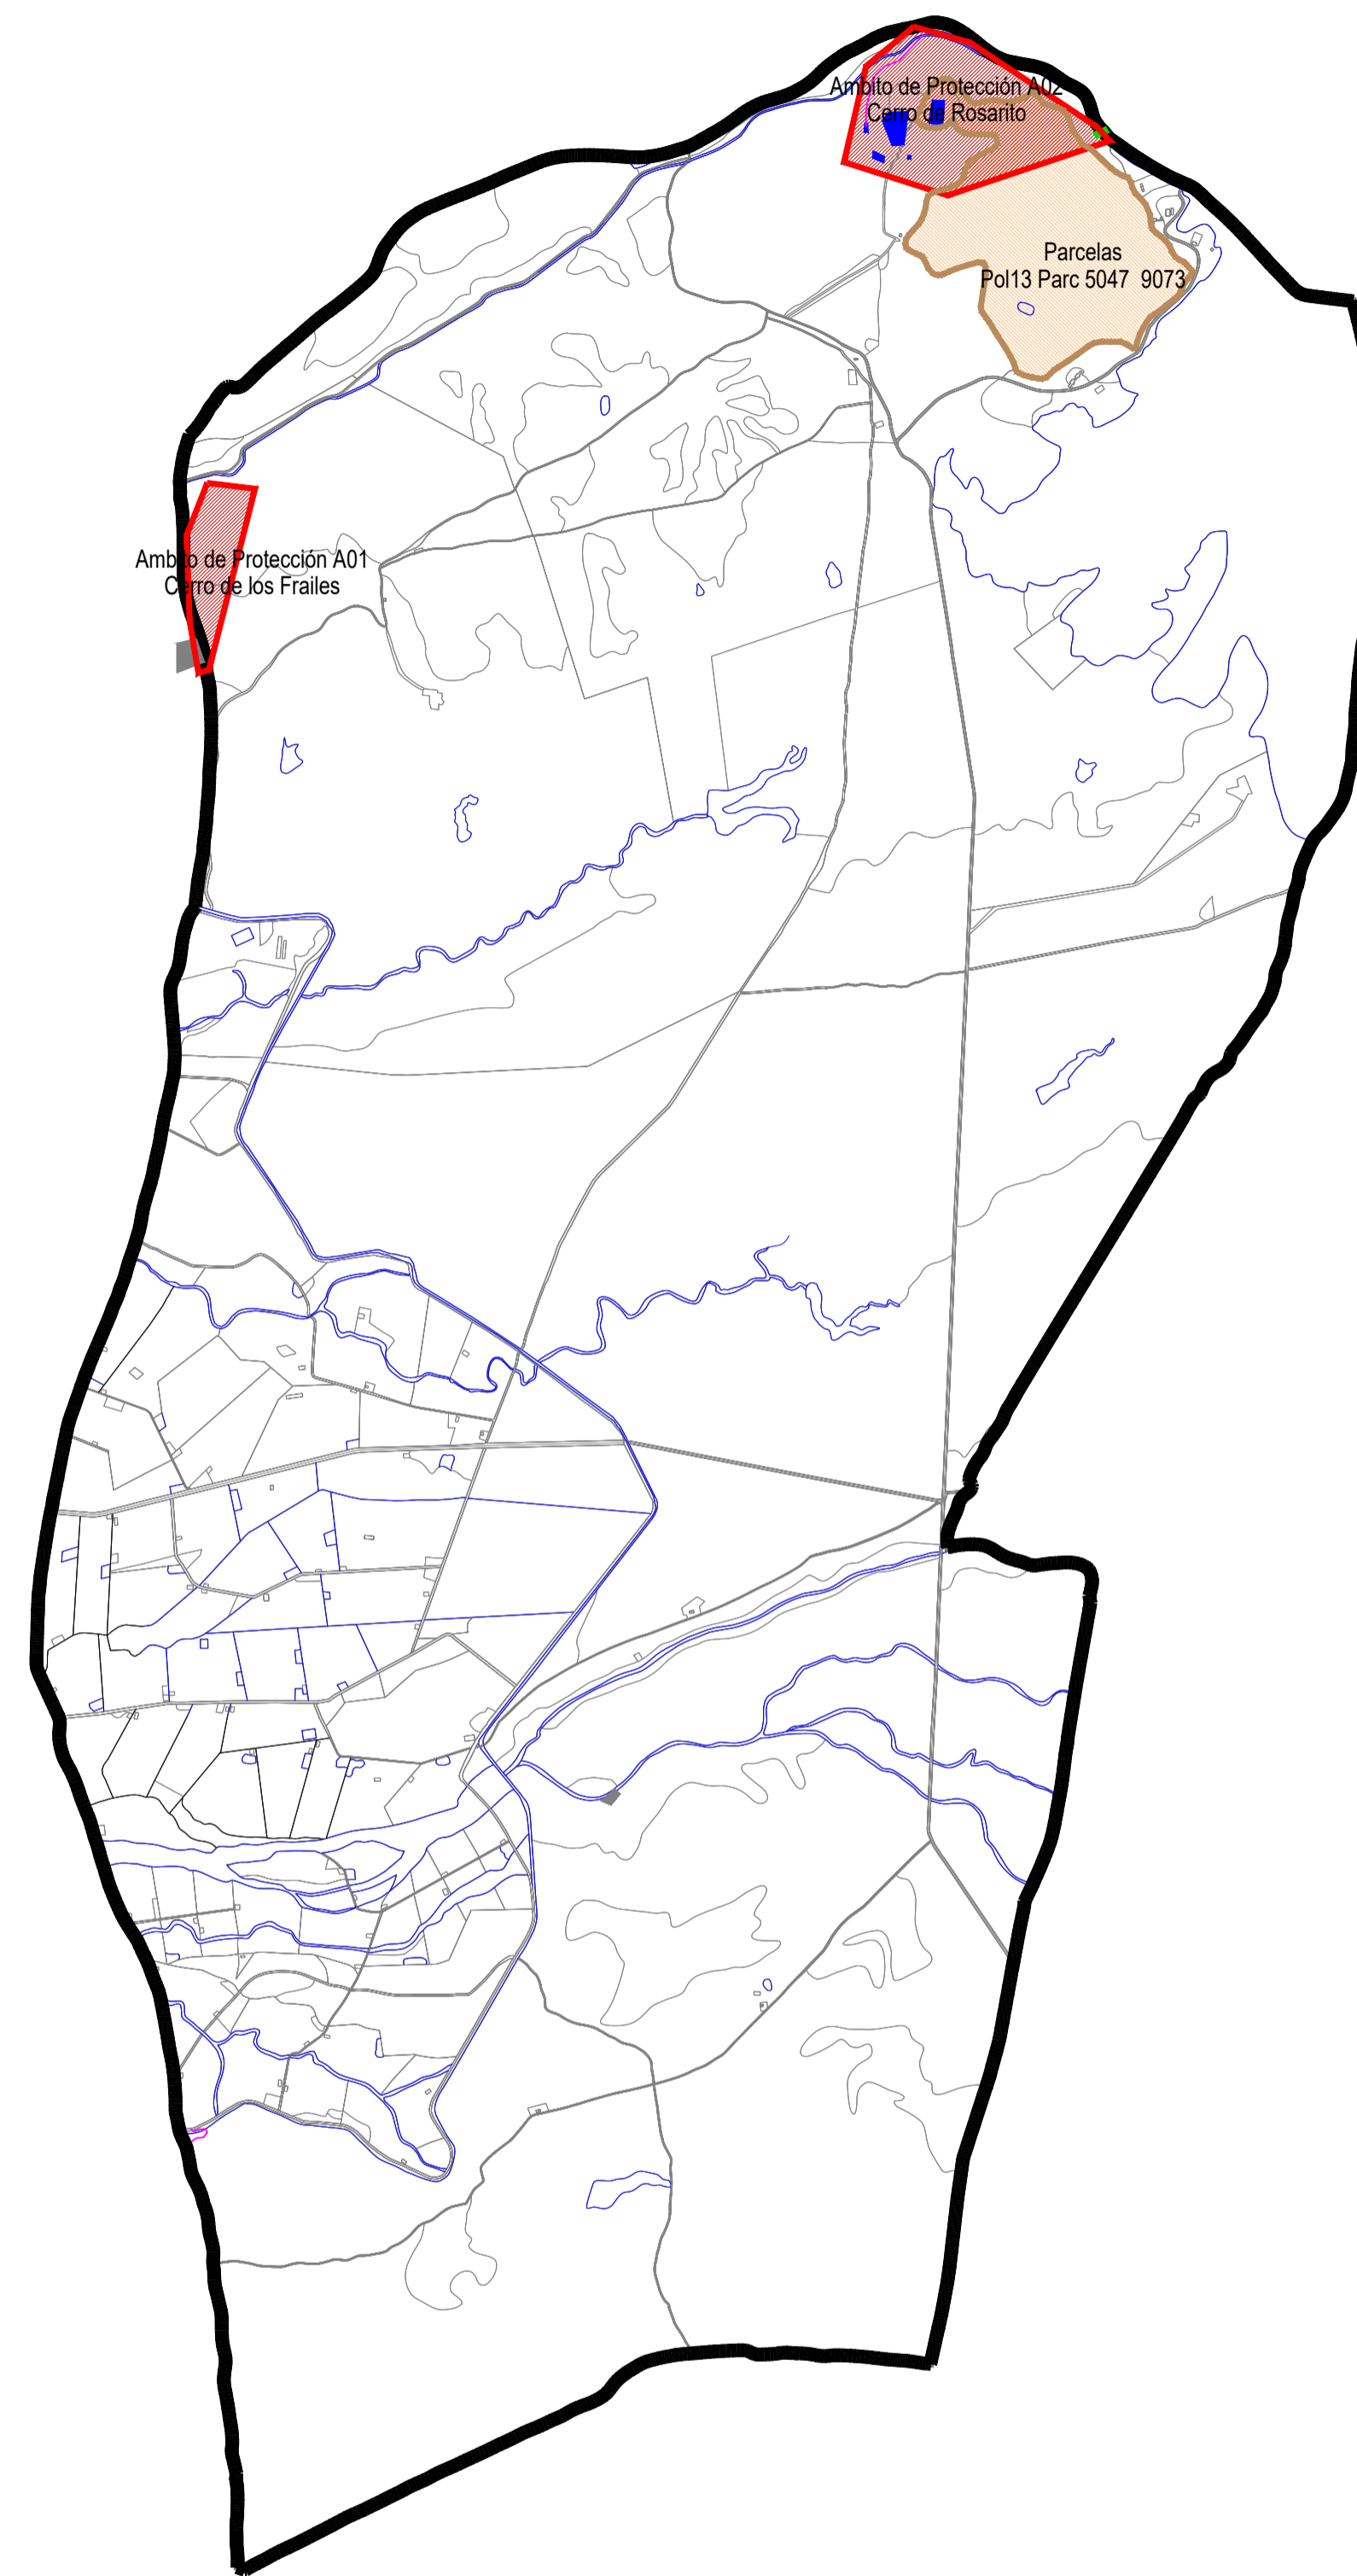 Ambito de Protección A02
Cerro de Rosarito
Parcelas
Pol13 Parc 5047  9073
Ambito de Protección A01
Cerro de los Frailes